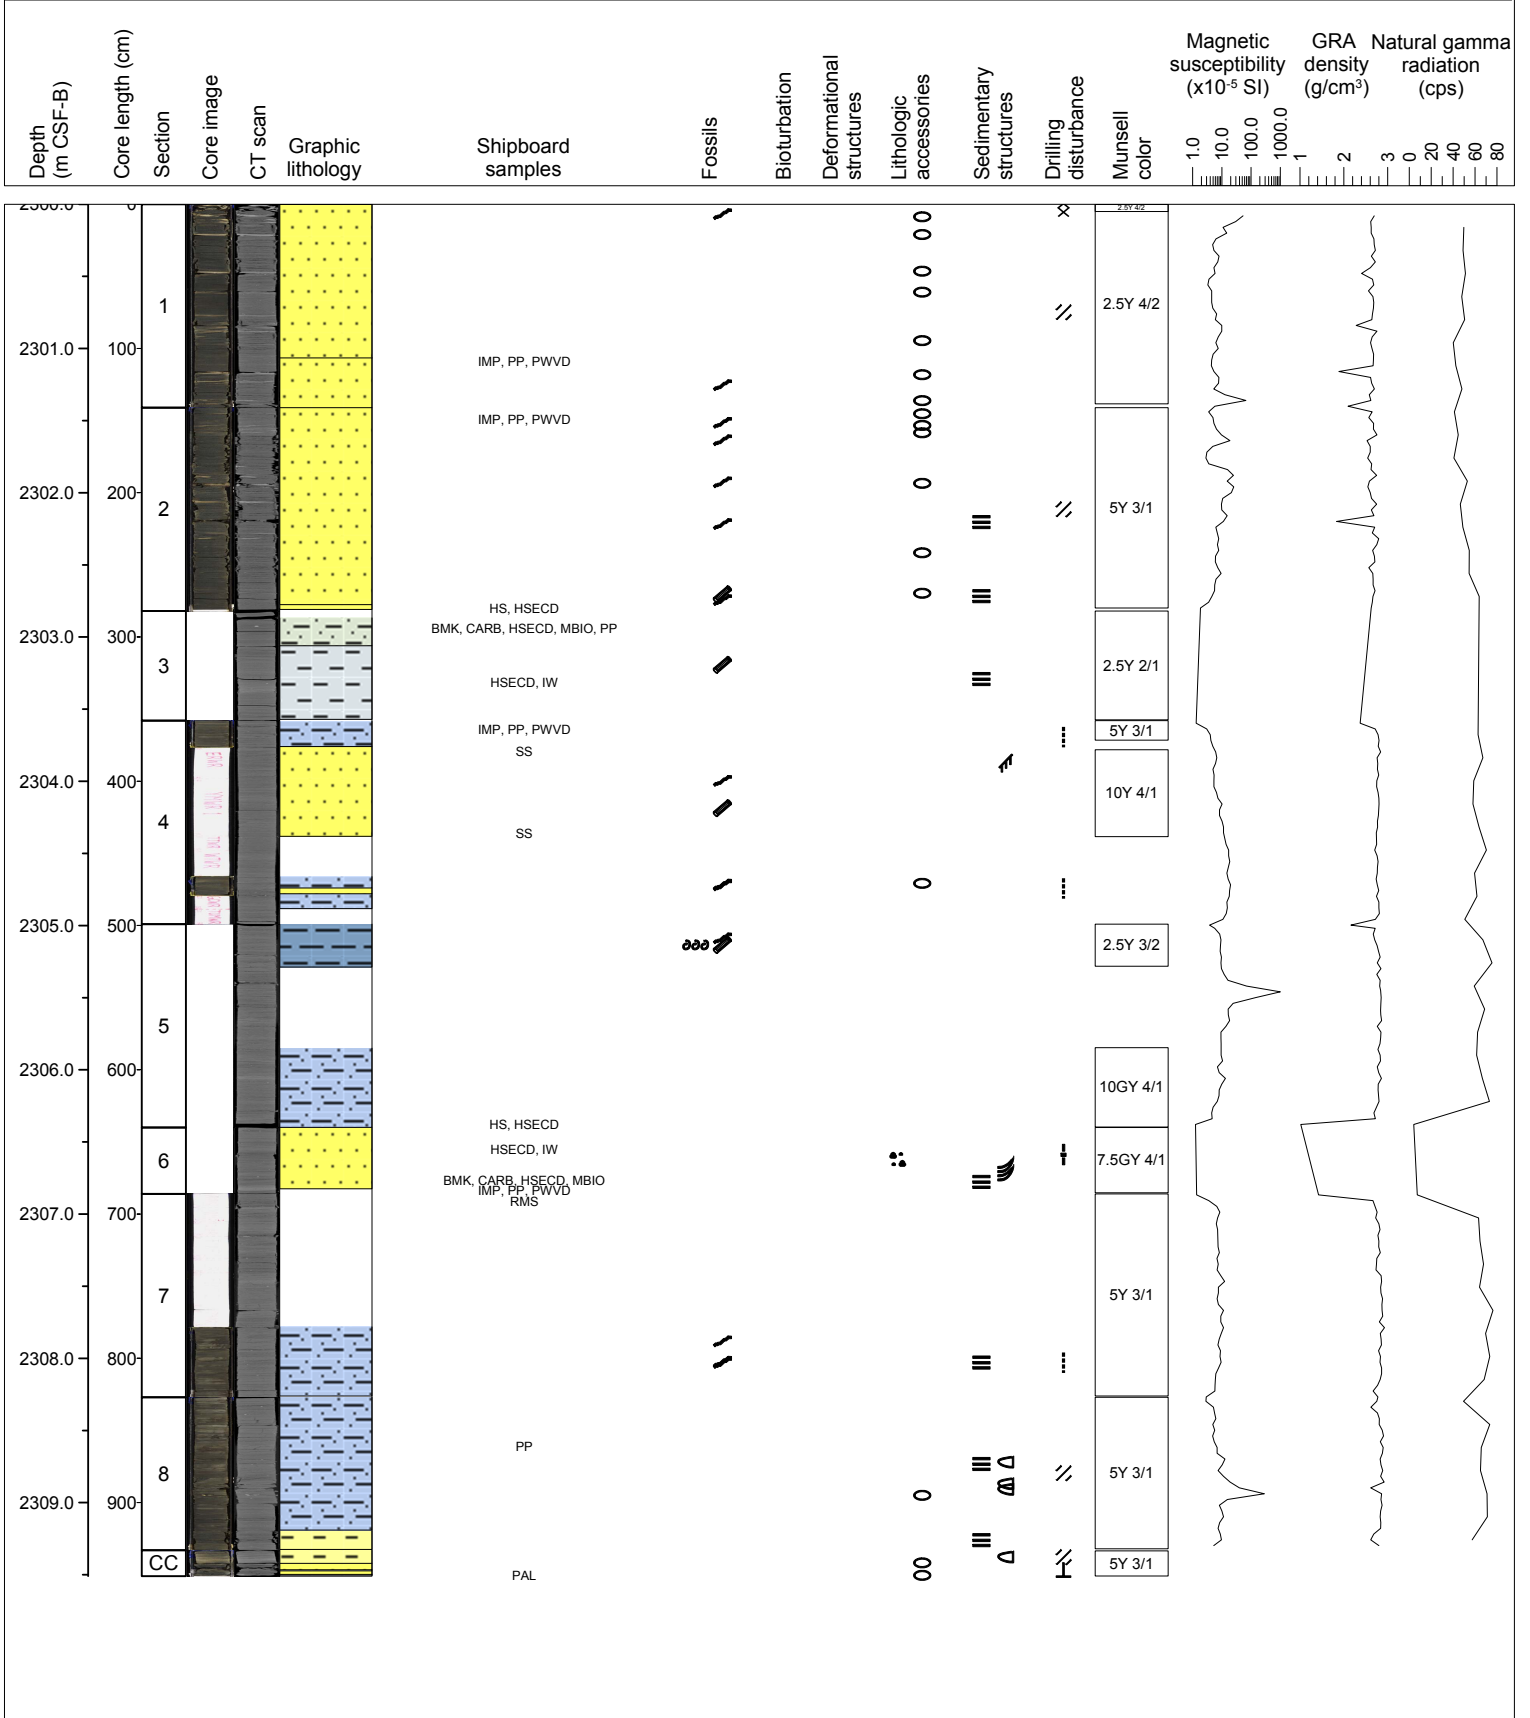 Depth
(m CSF-B)
Core length (cm)
Section
Core image
CT scan
Graphic
lithology
Shipboard
samples
Fossils
Bioturbation
Deformational
structures
Lithologic
accessories
Sedimentary
structures
Drilling
disturbance
Munsell
color
Magnetic
susceptibility
(x10⁻⁵ SI)
1.0
10.0
100.0
1000.0
GRA
density
(g/cm³)
1
2
3
Natural gamma
radiation
(cps)
0
20
40
60
80
2300.0
2301.0
2302.0
2303.0
2304.0
2305.0
2306.0
2307.0
2308.0
2309.0
0
100
200
300
400
500
600
700
800
900
1
2
3
4
5
6
7
8
CC
IMP, PP, PWVD
IMP, PP, PWVD
HS, HSECD
BMK, CARB, HSECD, MBIO, PP
HSECD, IW
IMP, PP, PWVD
SS
SS
HS, HSECD
HSECD, IW
BMK, CARB, HSECD, MBIO
IMP, PP, PWVD
RMS
PP
PAL
2.5Y 4/2
2.5Y 4/2
5Y 3/1
2.5Y 2/1
5Y 3/1
10Y 4/1
2.5Y 3/2
10GY 4/1
7.5GY 4/1
5Y 3/1
5Y 3/1
5Y 3/1